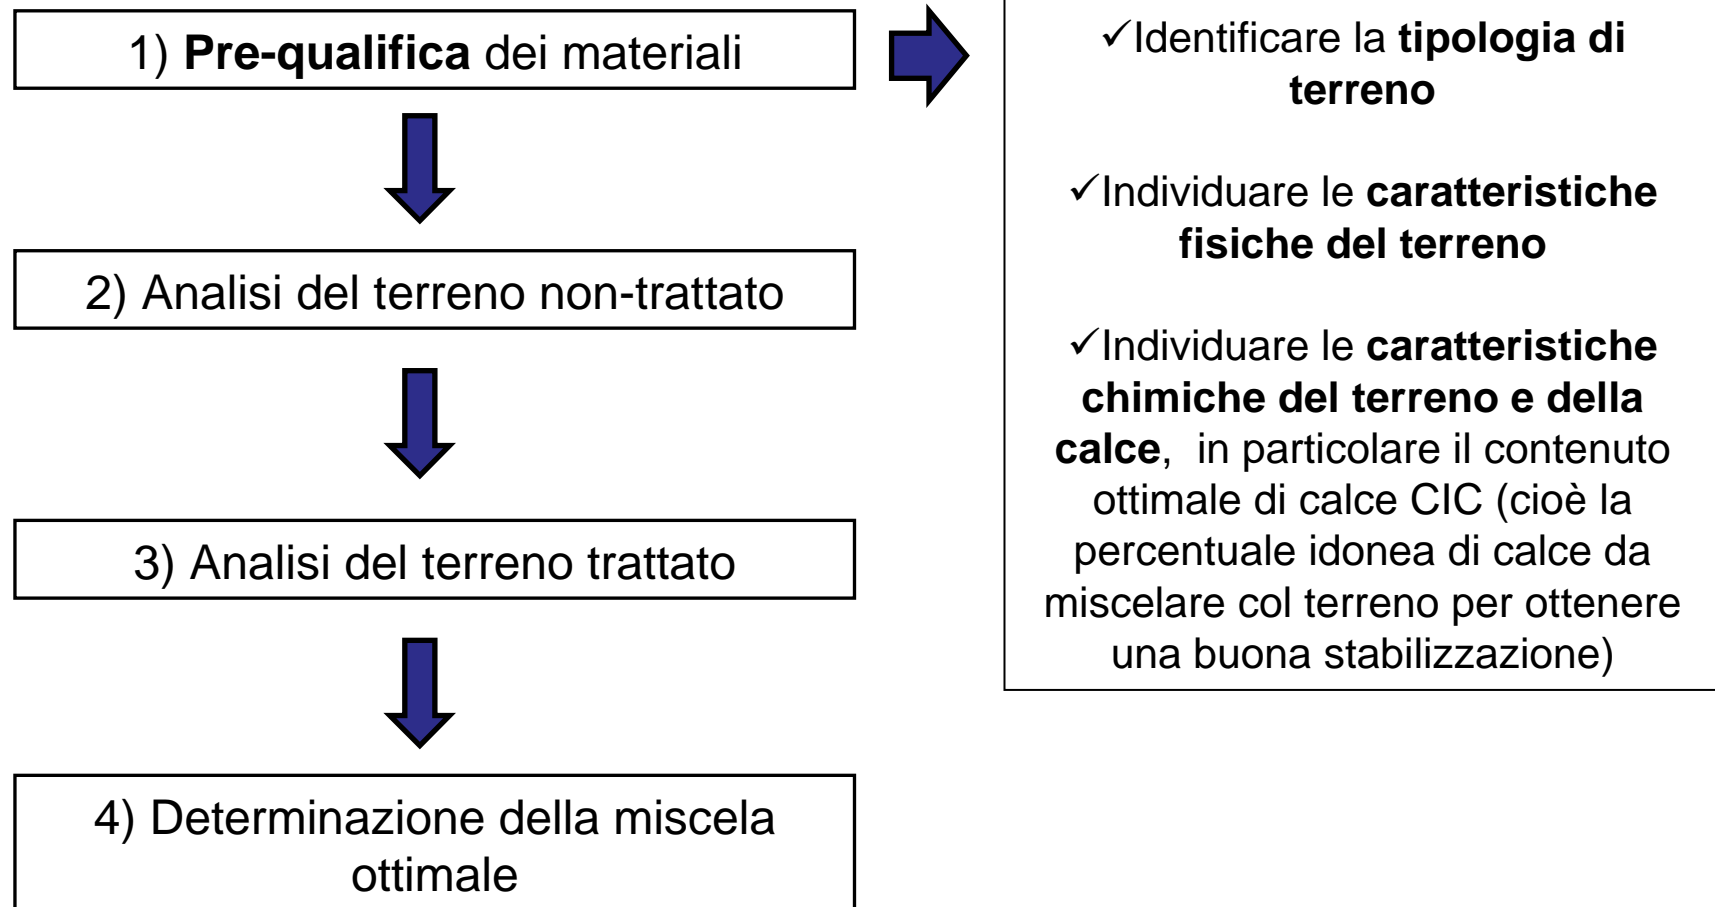 1) Pre-qualifica dei materiali
2) Analisi del terreno non-trattato
3) Analisi del terreno trattato
4) Determinazione della miscela
ottimale
✓Identificare la tipologia di
terreno
✓Individuare le caratteristiche
fisiche del terreno
✓Individuare le caratteristiche
chimiche del terreno e della
calce, in particolare il contenuto
ottimale di calce CIC (cioè la
percentuale idonea di calce da
miscelare col terreno per ottenere
una buona stabilizzazione)